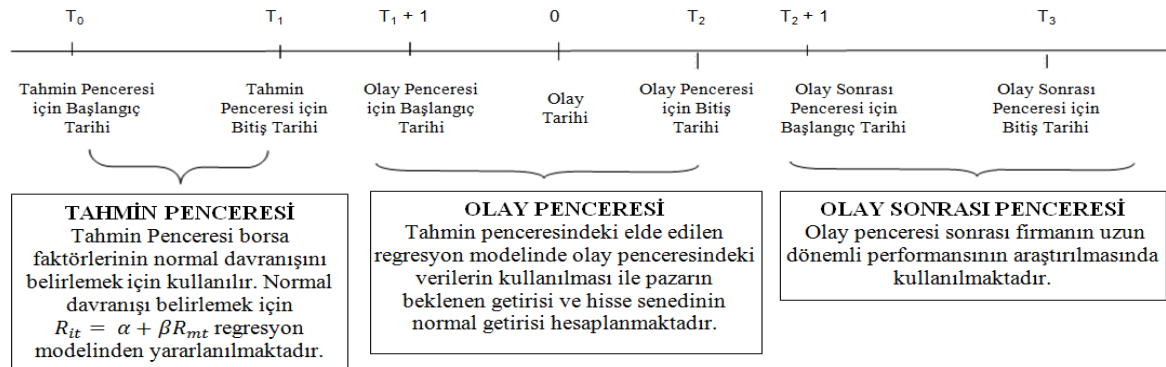 T₀ T₁ T₁ + 1 0 T₂ T₂ + 1 T₃
Tahmin Penceresi
için Başlangıç
Tarihi
Tahmin
Penceresi için
Bitiş Tarihi
Olay Penceresi
için Başlangıç
Tarihi
Olay
Tarihi
Olay Penceresi
için Bitiş
Tarihi
Olay Sonrası
Penceresi için
Başlangıç Tarihi
Olay Sonrası
Penceresi için
Bitiş Tarihi
TAHMİN PENCERESİ
Tahmin Penceresi borsa
faktörlerinin normal davranışını
belirlemek için kullanılır. Normal
davranışı belirlemek için
R_it = α + βR_mt regresyon
modelinden yararlanılmaktadır.
OLAY PENCERESİ
Tahmin penceresindeki elde edilen
regresyon modelinde olay penceresindeki
verilerin kullanılması ile pazarın
beklenen getirisi ve hisse senedinin
normal getirisi hesaplanmaktadır.
OLAY SONRASI PENCERESİ
Olay penceresi sonrası firmanın uzun
dönemli performansının araştırılmasında
kullanılmaktadır.